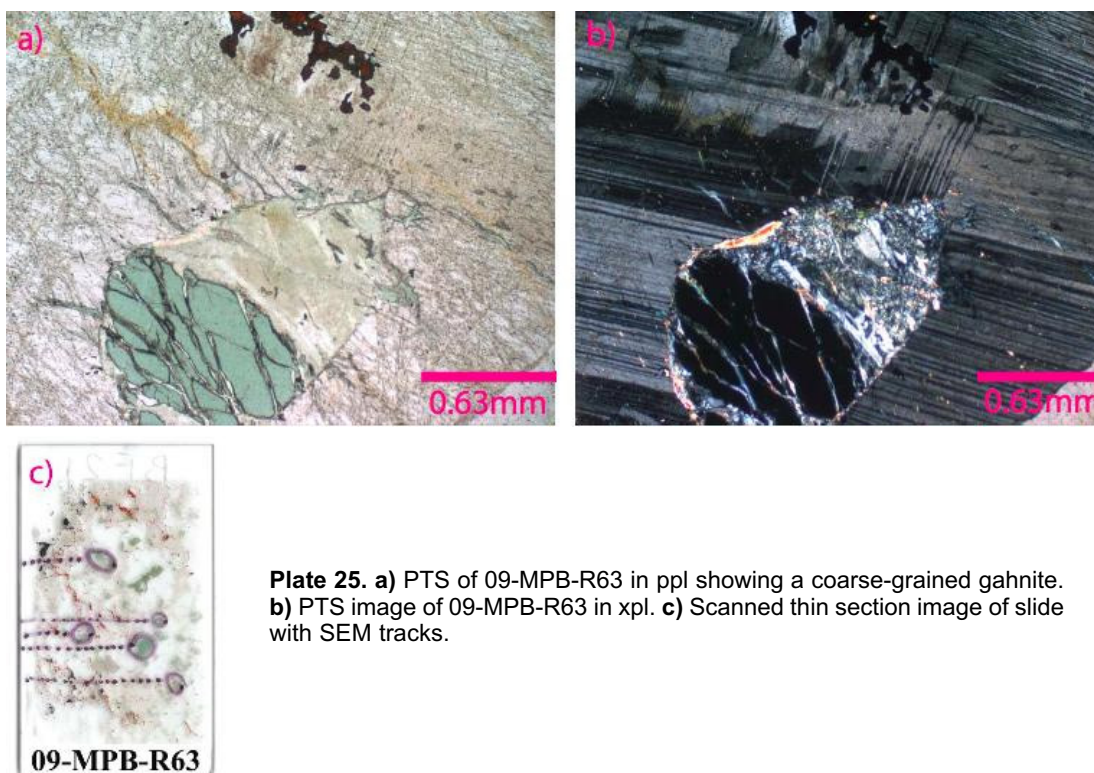 a)
0.63mm
b)
0.63mm
c)
09-MPB-R63
Plate 25. a) PTS of 09-MPB-R63 in ppl showing a coarse-grained gahnite.
b) PTS image of 09-MPB-R63 in xpl. c) Scanned thin section image of slide
with SEM tracks.